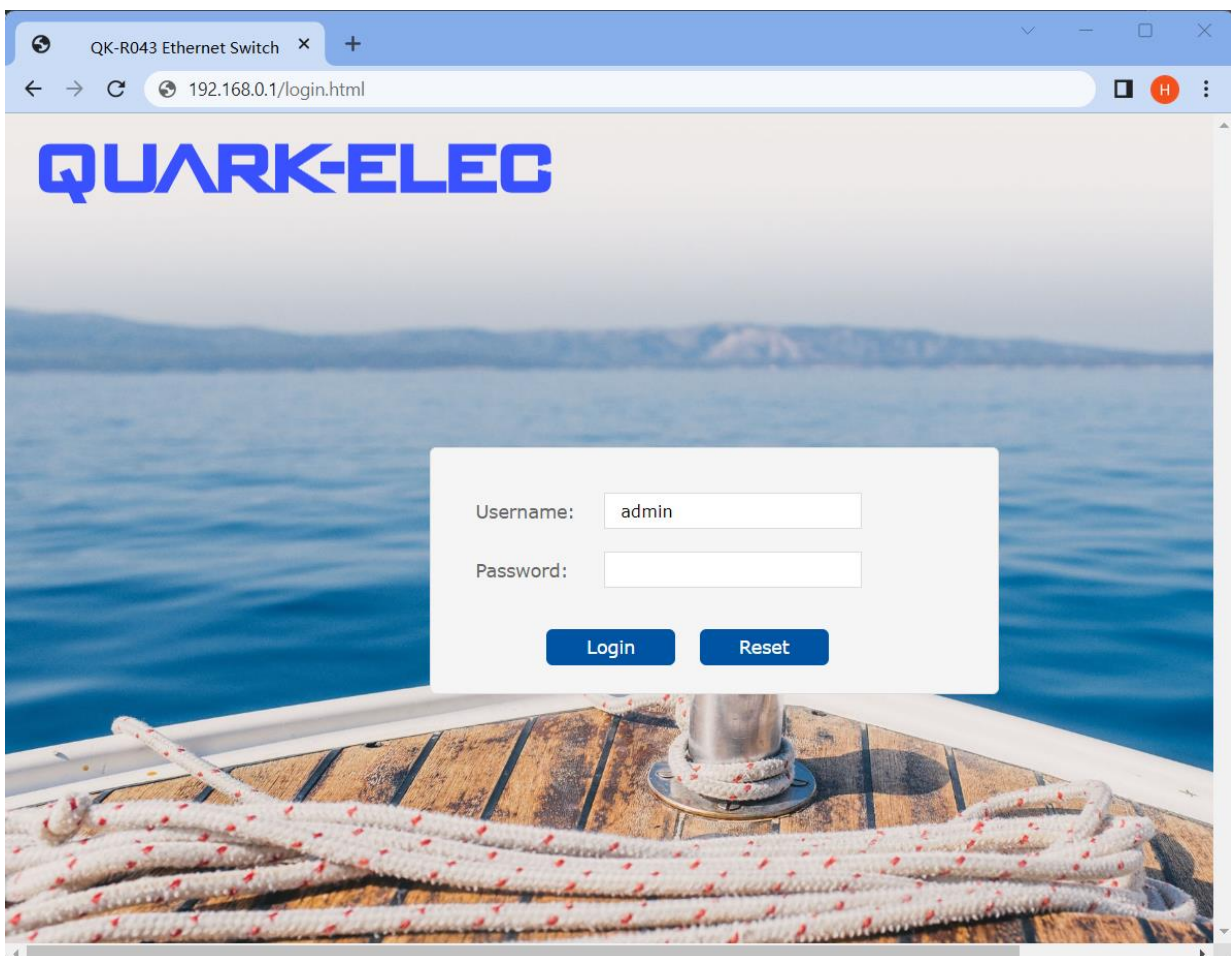 QK-R043 Ethernet Switch
192.168.0.1/login.html
H
QUARK-ELEC
Username: admin
Password:
Login Reset